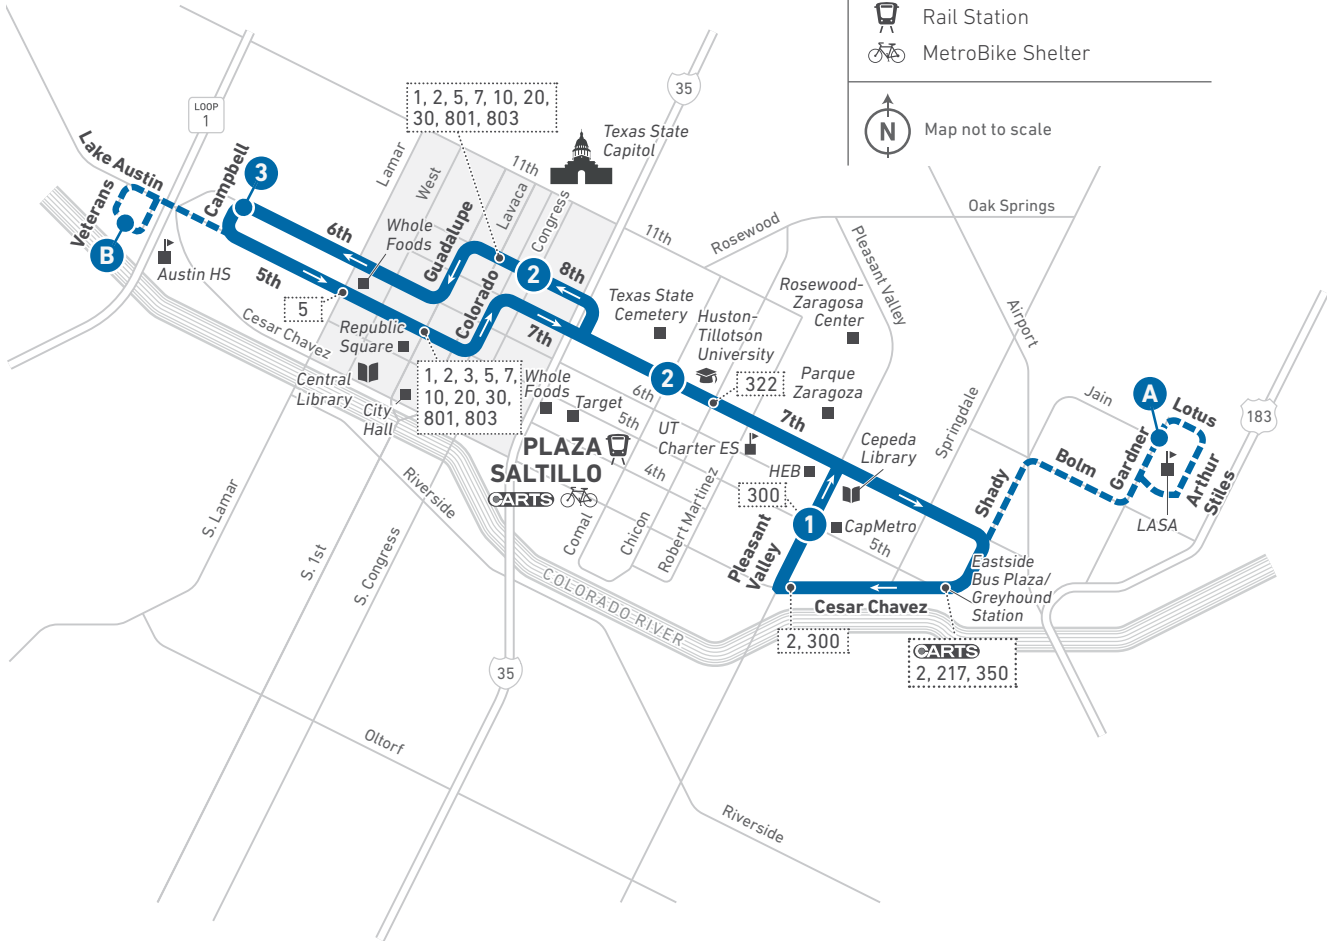 Rail Station
MetroBike Shelter
N
Map not to scale
LOOP
1
35
1, 2, 5, 7, 10, 20,
30, 801, 803
Texas State
Capitol
Lake Austin
Veterans
Campbell
3
B
Austin HS
6th
5th
5
Cesar Chavez
Lamar
West
Whole
Foods
Guadalupe
Lavaca
Congress
11th
11th
2
8th
Colorado
7th
Republic
Square
Central
Library
City
Hall
1, 2, 3, 5, 7,
10, 20, 30,
801, 803
Whole
Foods
Target
PLAZA
SALTILLO
CARTS
Texas State
Cemetery
Huston-
Tillotson
University
2
322
6th
5th
4th
UT
Charter ES
7th
Rosewood
Oak Springs
Pleasant Valley
Rosewood-
Zaragosa
Center
Parque
Zaragoza
Airport
Springdale
Jain
183
A
Lotus
Gardner
Arthur
Stiles
LASA
Bolm
Shady
Cepeda
Library
HEB
300
1
CapMetro
5th
Pleasant
Valley
Cesar Chavez
Eastside
Bus Plaza/
Greyhound
Station
2, 300
CARTS
2, 217, 350
Comal
Chicon
Robert Martinez
COLORADO RIVER
Riverside
S. Lamar
S. 1st
S. Congress
35
Oltorf
Riverside